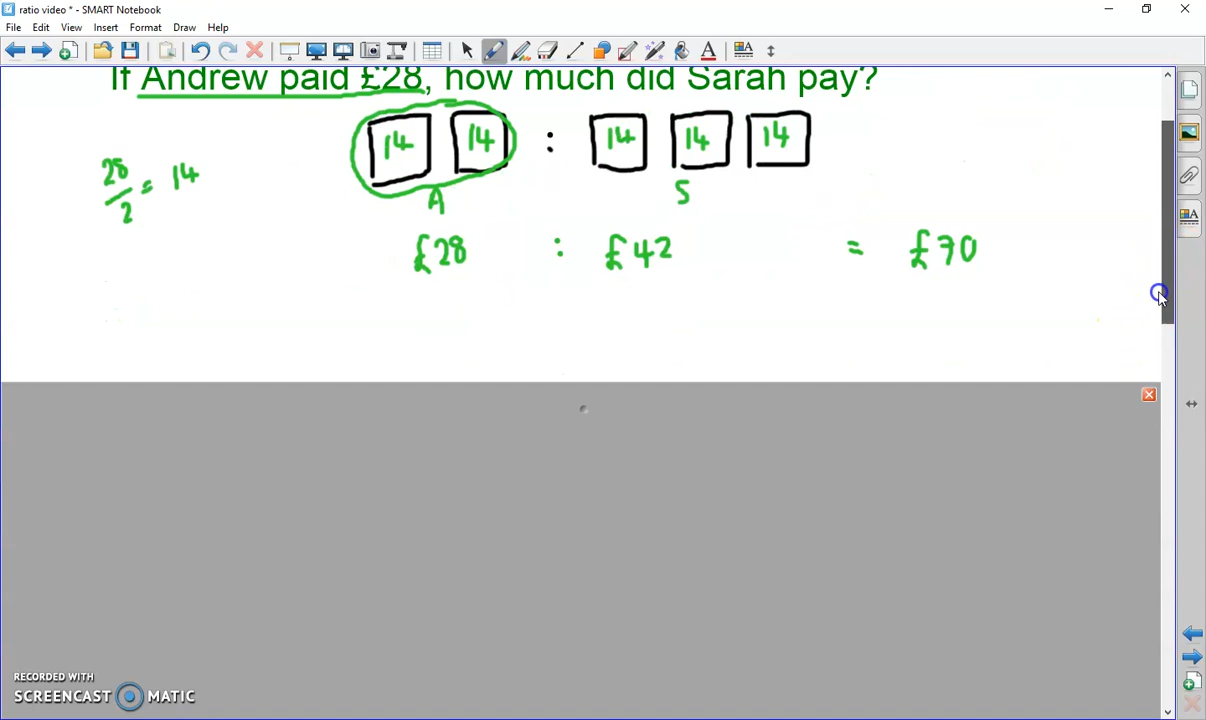 ratio video * - SMART Notebook
File Edit View Insert Format Draw Help
If Andrew paid £28, how much did Sarah pay?
14 14 : 14 14 14
28/2 = 14
A S
£28 : £42 = £70
RECORDED WITH
SCREENCAST MATIC